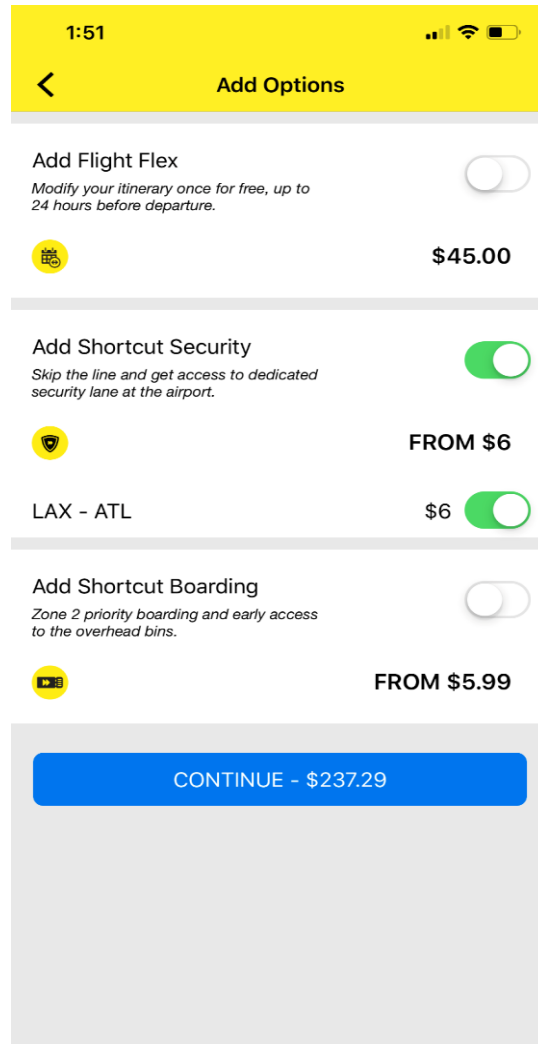 1:51
Add Options
Add Flight Flex
Modify your itinerary once for free, up to
24 hours before departure.
$45.00
Add Shortcut Security
Skip the line and get access to dedicated
security lane at the airport.
FROM $6
LAX - ATL
$6
Add Shortcut Boarding
Zone 2 priority boarding and early access
to the overhead bins.
FROM $5.99
CONTINUE - $237.29